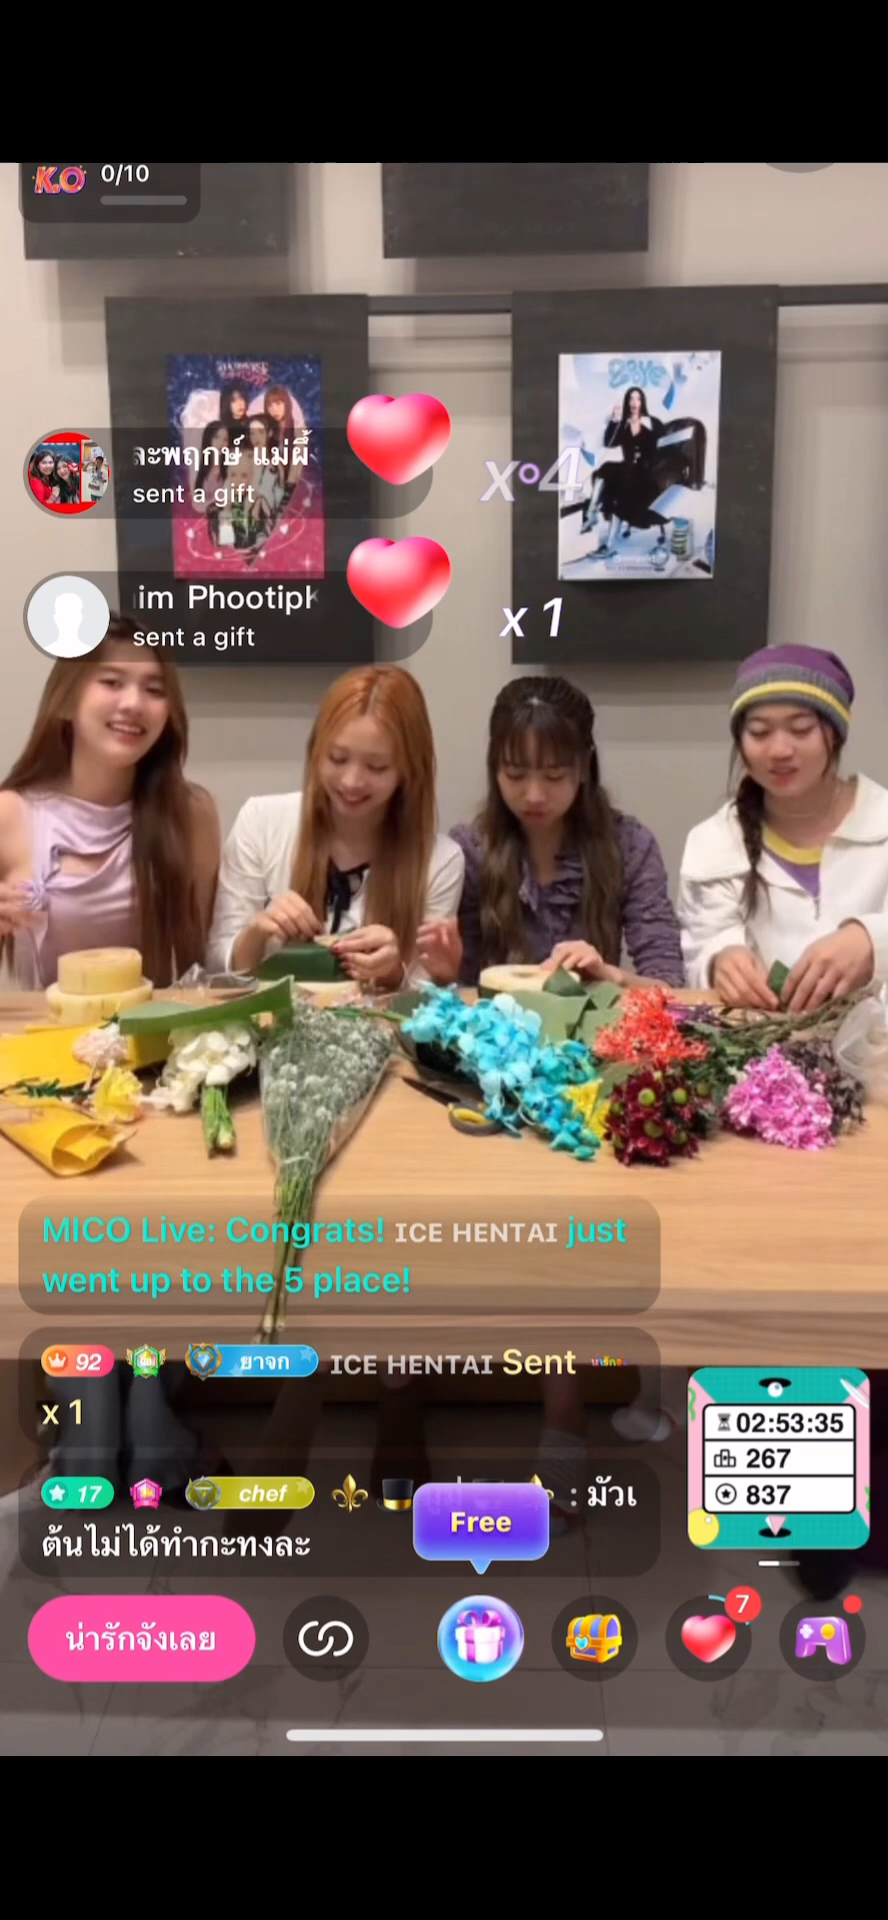 K.O
0/10
ละพฤกษ์ แม่ผึ้
sent a gift
x 4
im Phootiph
sent a gift
x 1
MICO Live: Congrats! ICE HENTAI just
went up to the 5 place!
92 ยาจก ICE HENTAI Sent
x 1
17 chef : มัวเ
ต้นไม่ได้ทำกะทงละ
Free
02:53:35
267
837
น่ารักจังเลย
7